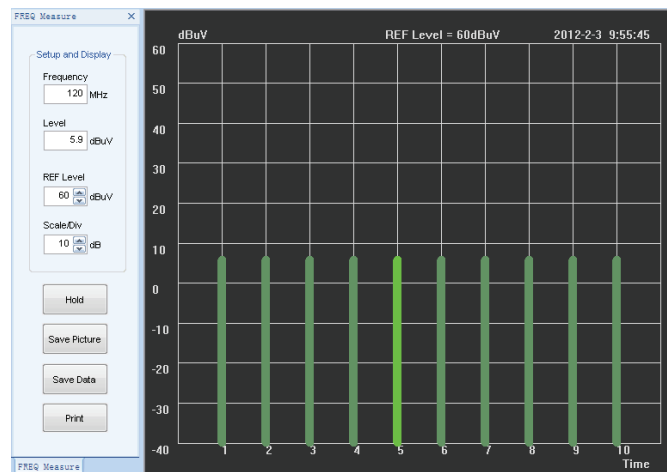 FREQ Measure X
Setup and Display
Frequency
120 MHz
Level
5.9 dBuV
REF Level
60 dBuV
Scale/Div
10 dB
Hold
Save Picture
Save Data
Print
FREQ Measure
dBuV REF Level = 60dBuV 2012-2-3 9:55:45
60
50
40
30
20
10
0
-10
-20
-30
-40
1 2 3 4 5 6 7 8 9 10
Time